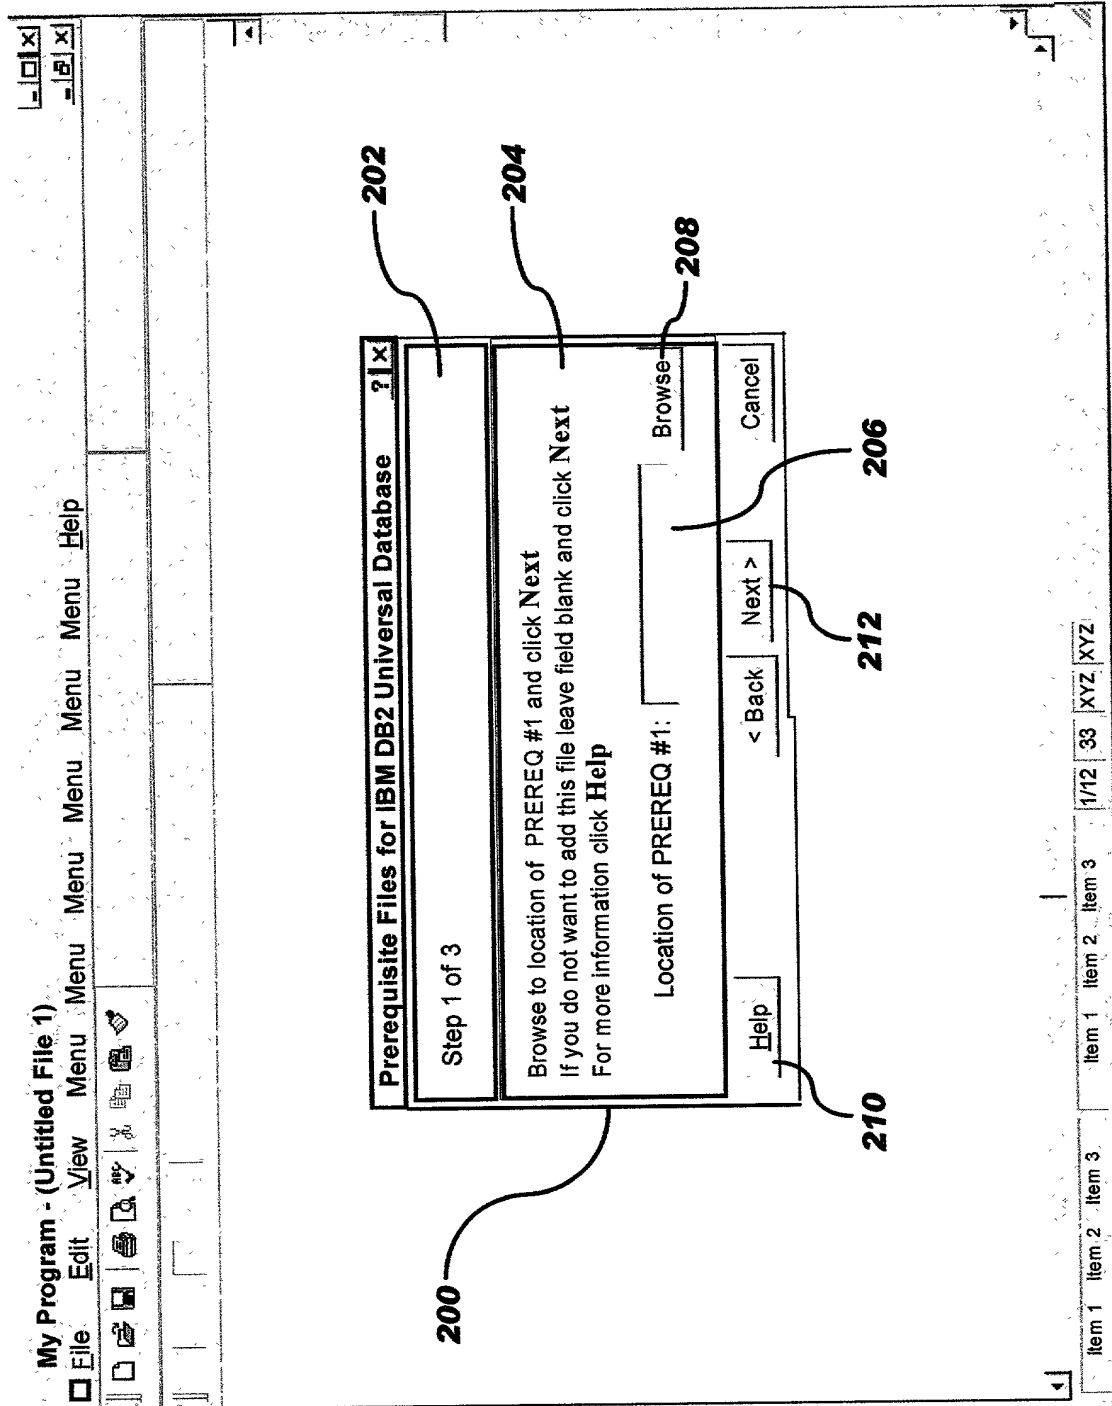 My Program - (Untitled File 1)
File Edit View Menu Menu Menu Menu Menu Menu Help
ABC
Prerequisite Files for IBM DB2 Universal Database ? X
202
Step 1 of 3
204
Browse to location of PREREQ #1 and click Next
If you do not want to add this file leave field blank and click Next
For more information click Help
200
Location of PREREQ #1: Browse
208
Help < Back Next > Cancel
210
212
206
Item 1 Item 2 Item 3 Item 1 Item 2 Item 3 1/12 33 XYZ XYZ